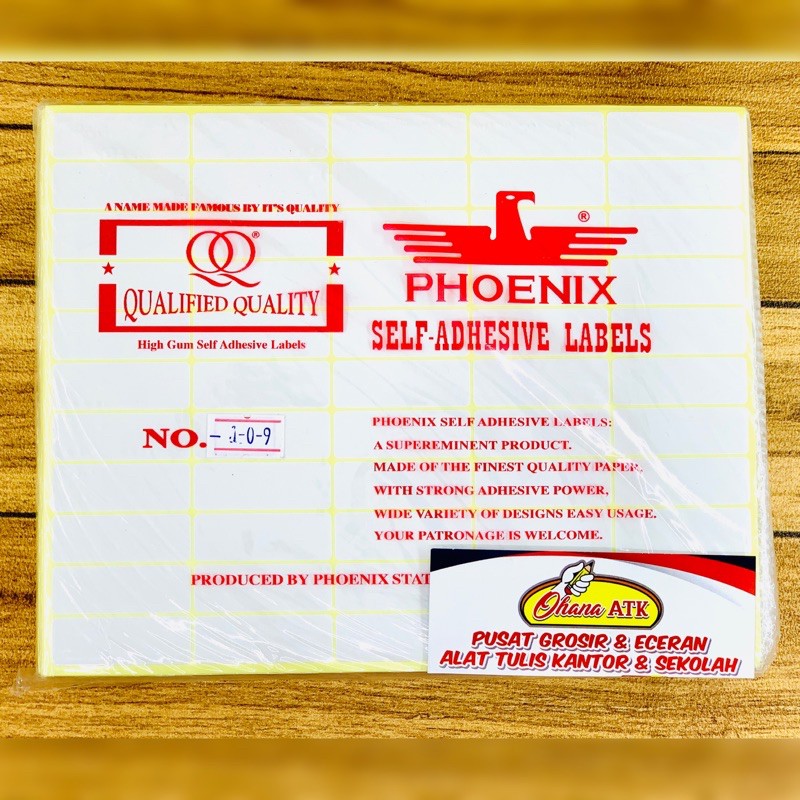 A NAME MADE FAMOUS BY IT'S QUALITY
QQ®
QUALIFIED QUALITY
High Gum Self Adhesive Labels
®
PHOENIX
SELF-ADHESIVE LABELS
NO.
1-0-9
PHOENIX SELF ADHESIVE LABELS:
A SUPEREMINENT PRODUCT.
MADE OF THE FINEST QUALITY PAPER,
WITH STRONG ADHESIVE POWER,
WIDE VARIETY OF DESIGNS EASY USAGE.
YOUR PATRONAGE IS WELCOME.
PRODUCED BY PHOENIX
Ohana ATK
PUSAT GROSIR & ECERAN
ALAT TULIS KANTOR & SEKOLAH